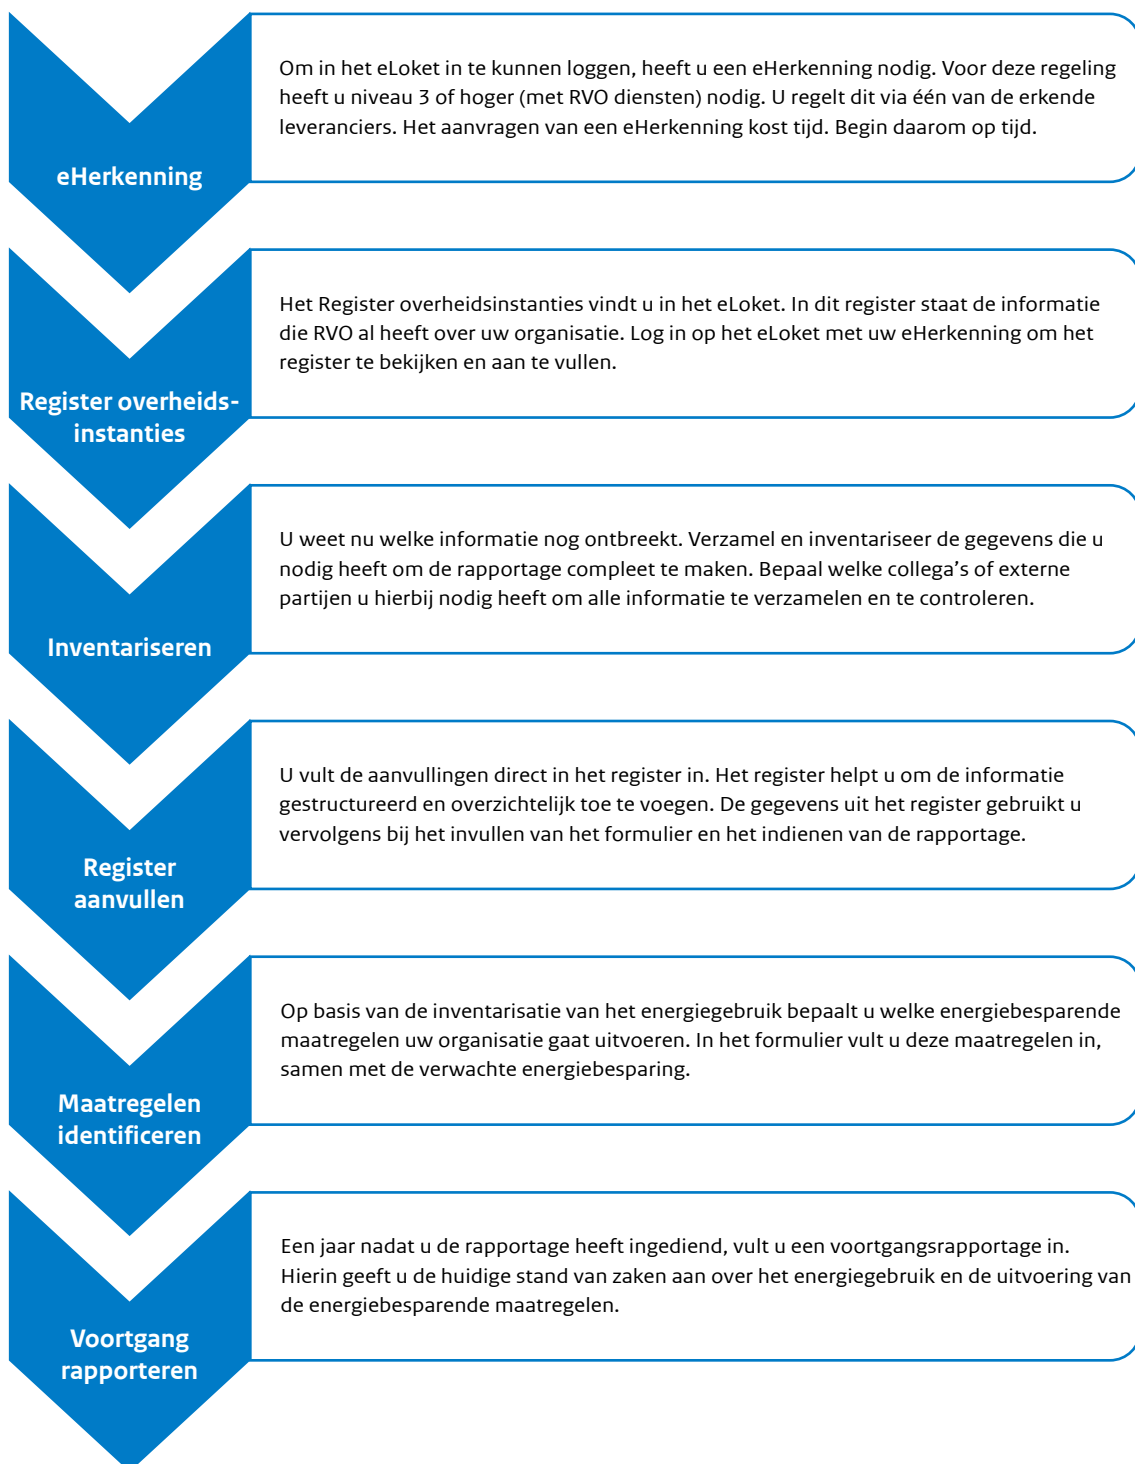 Om in het eLoket in te kunnen loggen, heeft u een eHerkenning nodig. Voor deze regeling
heeft u niveau 3 of hoger (met RVO diensten) nodig. U regelt dit via één van de erkende
leveranciers. Het aanvragen van een eHerkenning kost tijd. Begin daarom op tijd.
eHerkenning
Het Register overheidsinstanties vindt u in het eLoket. In dit register staat de informatie
die RVO al heeft over uw organisatie. Log in op het eLoket met uw eHerkenning om het
register te bekijken en aan te vullen.
Register overheids-
instanties
U weet nu welke informatie nog ontbreekt. Verzamel en inventariseer de gegevens die u
nodig heeft om de rapportage compleet te maken. Bepaal welke collega's of externe
partijen u hierbij nodig heeft om alle informatie te verzamelen en te controleren.
Inventariseren
U vult de aanvullingen direct in het register in. Het register helpt u om de informatie
gestructureerd en overzichtelijk toe te voegen. De gegevens uit het register gebruikt u
vervolgens bij het invullen van het formulier en het indienen van de rapportage.
Register
aanvullen
Op basis van de inventarisatie van het energiegebruik bepaalt u welke energiebesparende
maatregelen uw organisatie gaat uitvoeren. In het formulier vult u deze maatregelen in,
samen met de verwachte energiebesparing.
Maatregelen
identificeren
Een jaar nadat u de rapportage heeft ingediend, vult u een voortgangsrapportage in.
Hierin geeft u de huidige stand van zaken aan over het energiegebruik en de uitvoering van
de energiebesparende maatregelen.
Voortgang
rapporteren